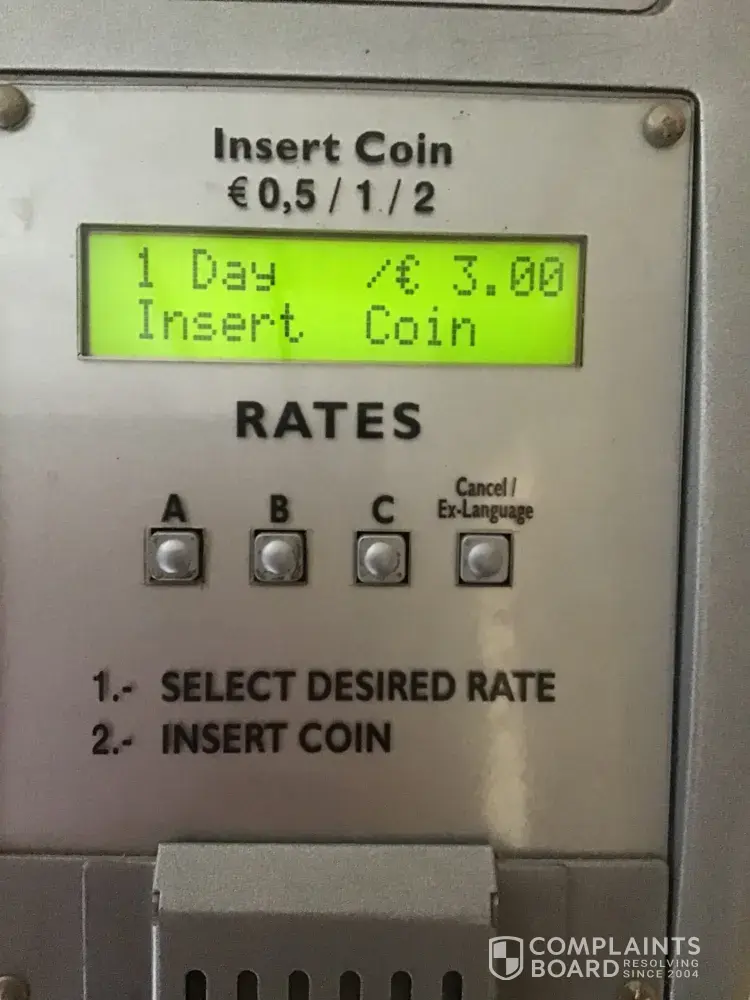 Insert Coin
€ 0,5 / 1 / 2
1 Day /€ 3.00
Insert Coin
RATES
A B C Cancel /
Ex-Language
1.- SELECT DESIRED RATE
2.- INSERT COIN
COMPLAINTS
BOARD RESOLVING
SINCE 2004